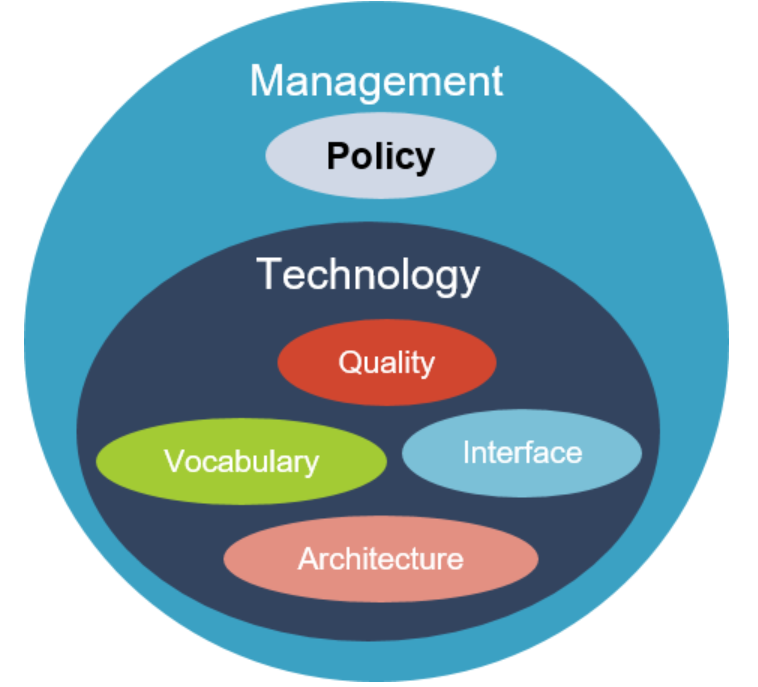 Management
Policy
Technology
Quality
Vocabulary
Interface
Architecture